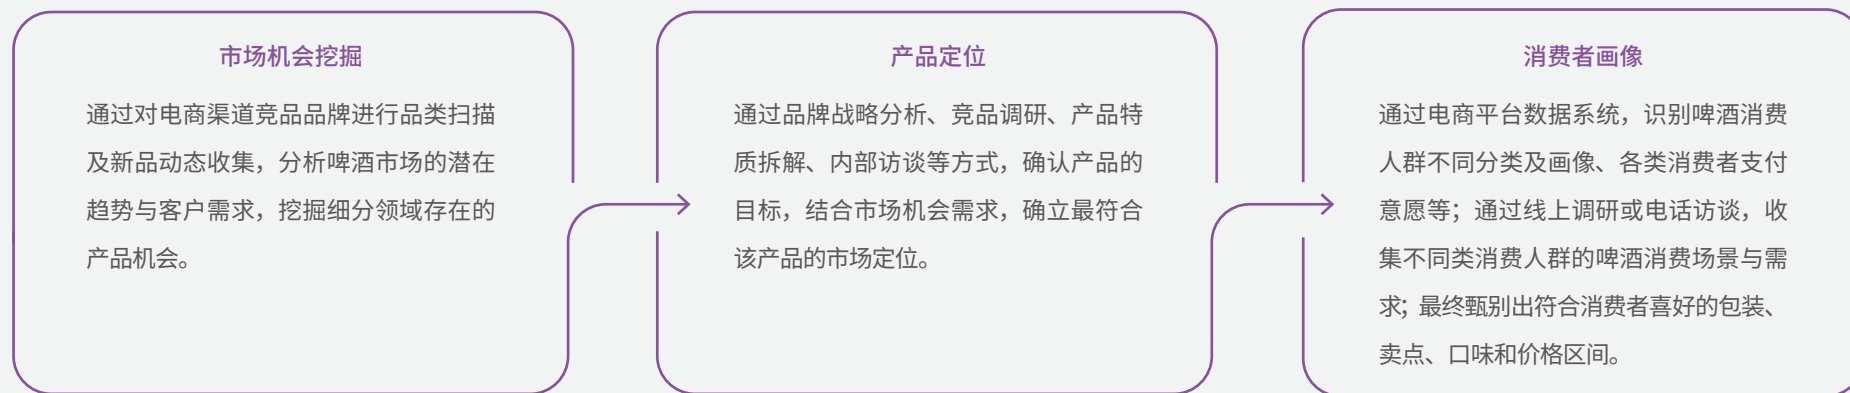 市场机会挖掘
通过对电商渠道竞品品牌进行品类扫描
及新品动态收集，分析啤酒市场的潜在
趋势与客户需求，挖掘细分领域存在的
产品机会。
产品定位
通过品牌战略分析、竞品调研、产品特
质拆解、内部访谈等方式，确认产品的
目标，结合市场机会需求，确立最符合
该产品的市场定位。
消费者画像
通过电商平台数据系统，识别啤酒消费
人群不同分类及画像、各类消费者支付
意愿等；通过线上调研或电话访谈，收
集不同类消费人群的啤酒消费场景与需
求；最终甄别出符合消费者喜好的包装、
卖点、口味和价格区间。